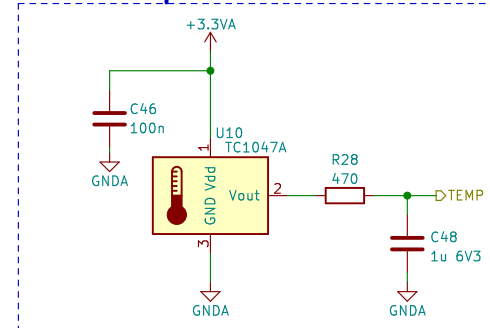 +3.3VA
C46
100n
GNDA
U10
TC1047A
1
Vdd
GND
Vout
2
3
GNDA
R28
470
TEMP
C48
1u 6V3
GNDA